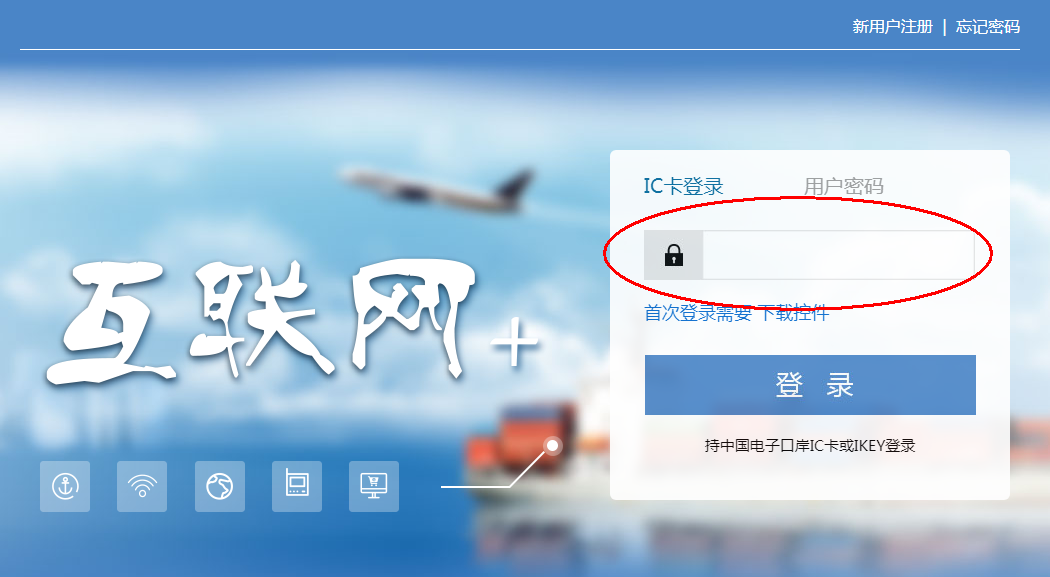 新用户注册 | 忘记密码
IC卡登录 用户密码
首次登录需要 下载控件
登 录
持中国电子口岸IC卡或IKEY登录
互联网+